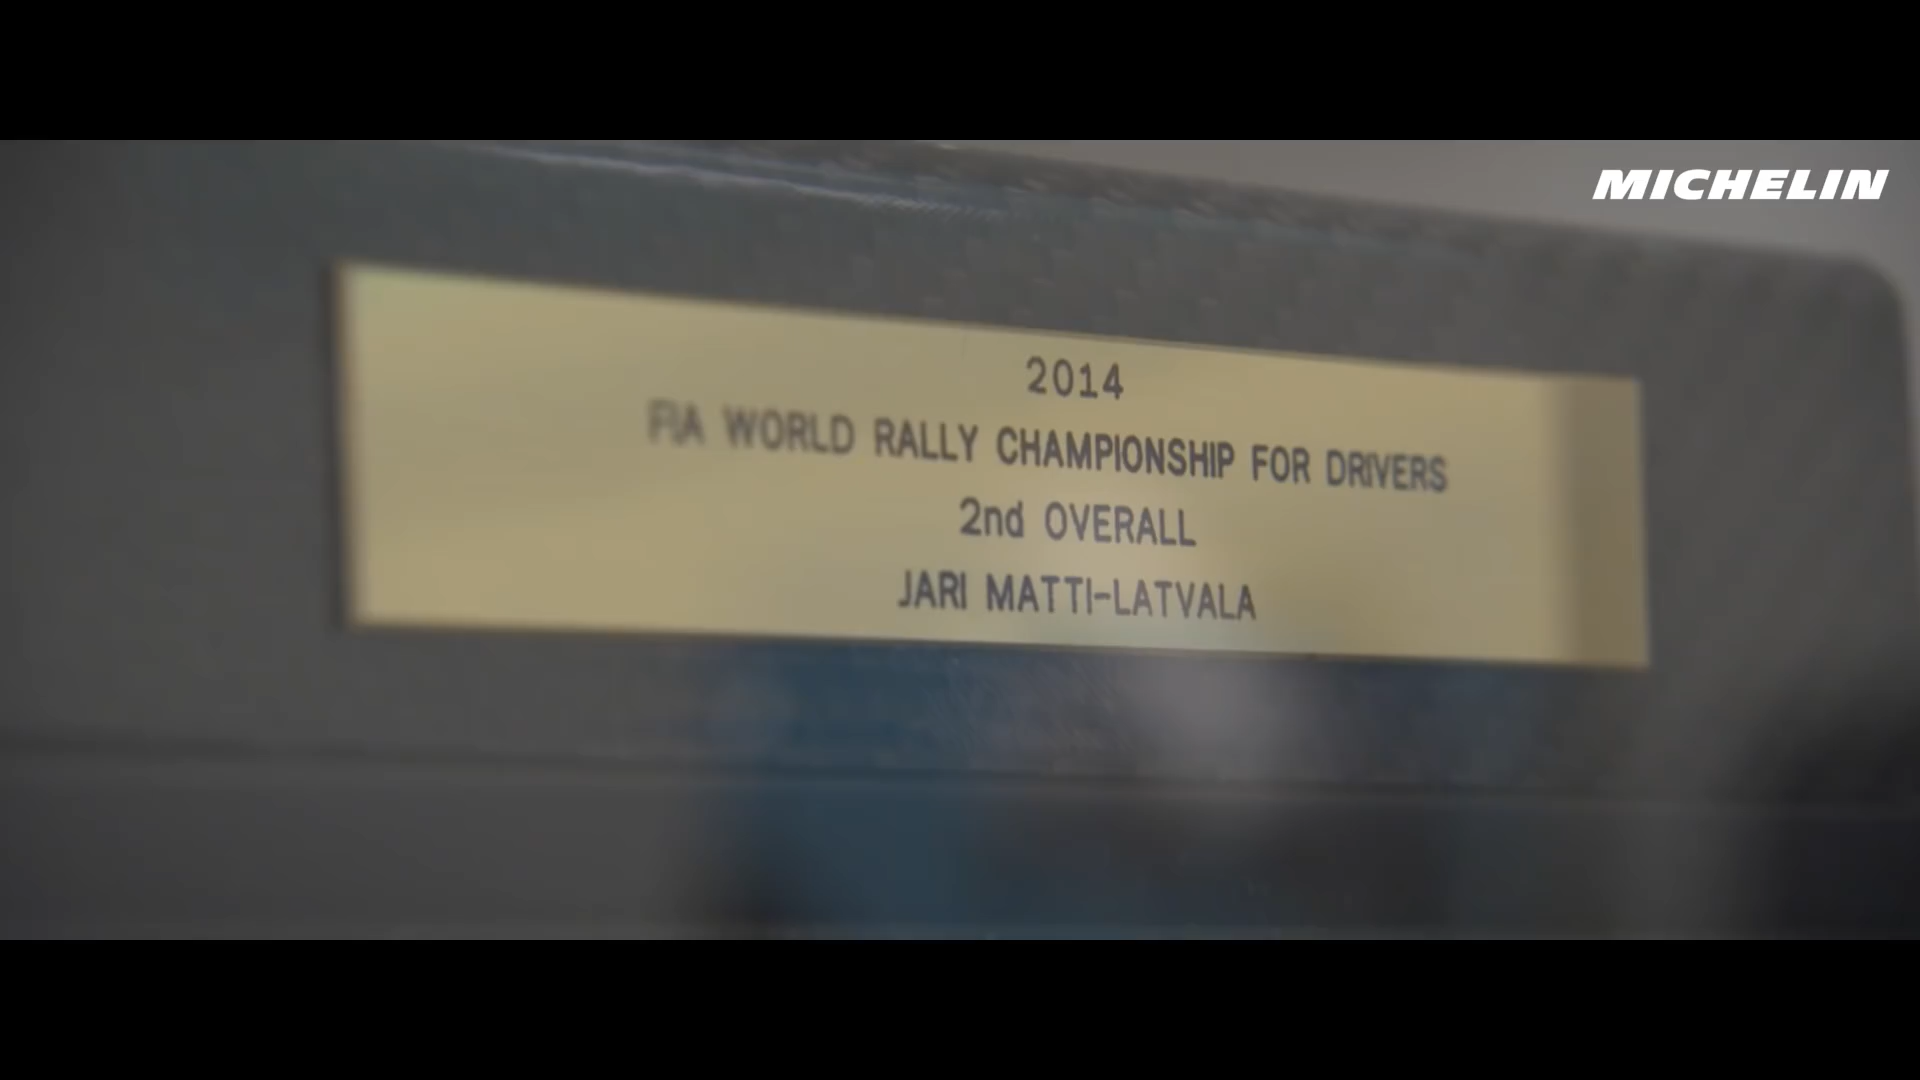 MICHELIN
2014
FIA WORLD RALLY CHAMPIONSHIP FOR DRIVERS
2nd OVERALL
JARI MATTI-LATVALA